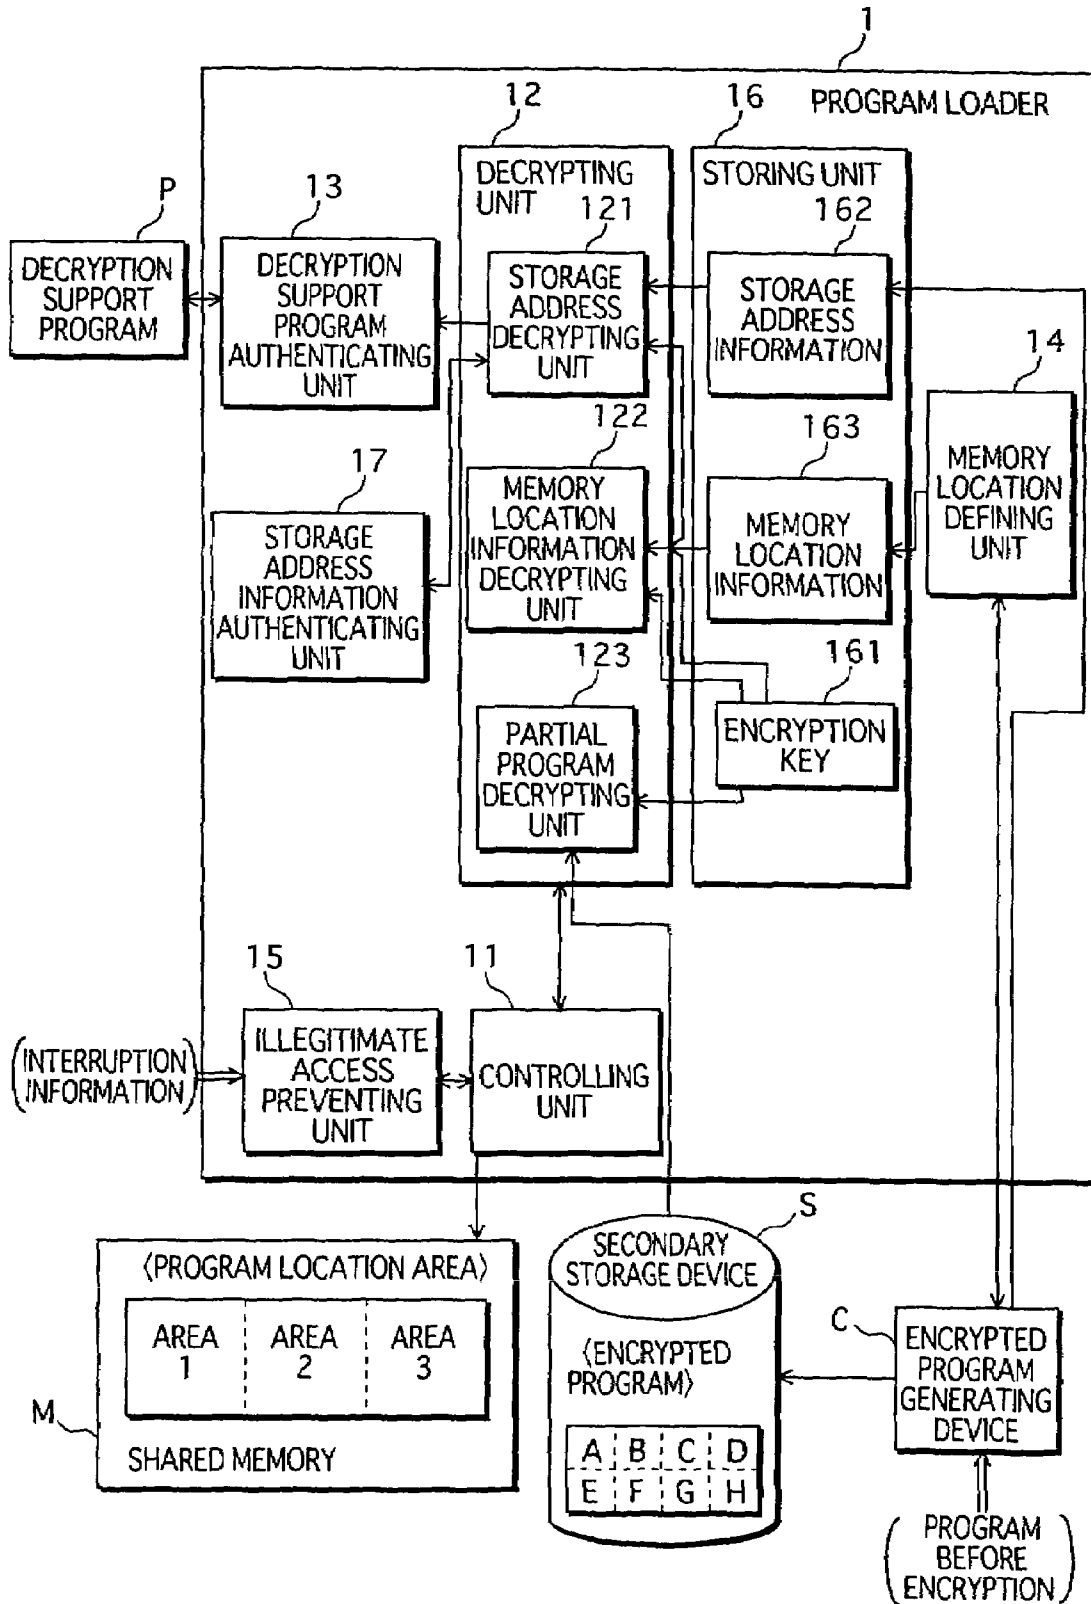 1
PROGRAM LOADER
12
16
DECRYPTING
UNIT
STORING UNIT
P
13
121
162
DECRYPTION
SUPPORT
PROGRAM
DECRYPTION
SUPPORT
PROGRAM
AUTHENTICATING
UNIT
STORAGE
ADDRESS
DECRYPTING
UNIT
STORAGE
ADDRESS
INFORMATION
14
122
163
17
MEMORY
LOCATION
DEFINING
UNIT
STORAGE
ADDRESS
INFORMATION
AUTHENTICATING
UNIT
MEMORY
LOCATION
INFORMATION
DECRYPTING
UNIT
MEMORY
LOCATION
INFORMATION
123
161
PARTIAL
PROGRAM
DECRYPTING
UNIT
ENCRYPTION
KEY
15
11
(INTERRUPTION
INFORMATION)
ILLEGITIMATE
ACCESS
PREVENTING
UNIT
CONTROLLING
UNIT
S
SECONDARY
STORAGE DEVICE
〈PROGRAM LOCATION AREA〉
AREA
1
AREA
2
AREA
3
M
SHARED MEMORY
〈ENCRYPTED
PROGRAM〉
A B C D
E F G H
C
ENCRYPTED
PROGRAM
GENERATING
DEVICE
(PROGRAM
BEFORE
ENCRYPTION)